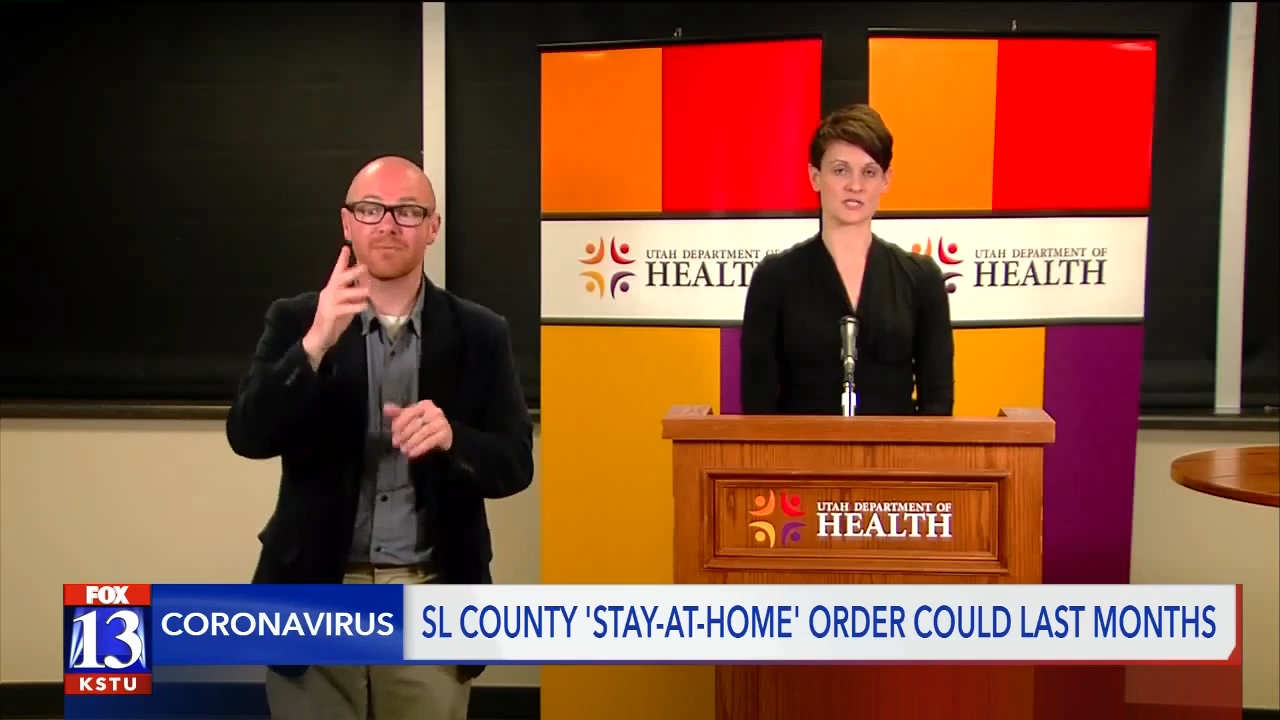 UTAH DEPARTMENT OF
HEALTH
UTAH DEPARTMENT OF
HEALTH
UTAH DEPARTMENT OF
HEALTH
FOX
13
KSTU
CORONAVIRUS
SL COUNTY 'STAY-AT-HOME' ORDER COULD LAST MONTHS